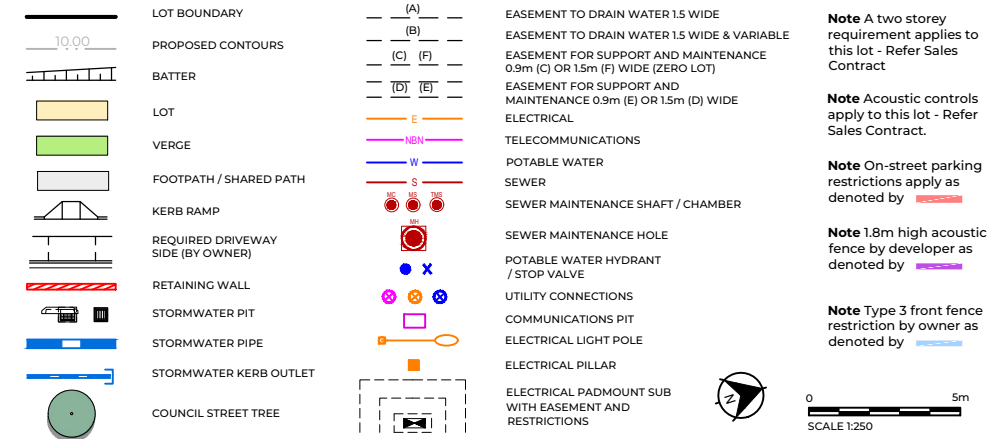 LOT BOUNDARY
10.00
PROPOSED CONTOURS
BATTER
LOT
VERGE
FOOTPATH / SHARED PATH
KERB RAMP
REQUIRED DRIVEWAY
SIDE (BY OWNER)
RETAINING WALL
STORMWATER PIT
STORMWATER PIPE
STORMWATER KERB OUTLET
COUNCIL STREET TREE
(A)
EASEMENT TO DRAIN WATER 1.5 WIDE
(B)
EASEMENT TO DRAIN WATER 1.5 WIDE & VARIABLE
(C) (F)
EASEMENT FOR SUPPORT AND MAINTENANCE
0.9m (C) OR 1.5m (F) WIDE (ZERO LOT)
(D) (E)
EASEMENT FOR SUPPORT AND
MAINTENANCE 0.9m (E) OR 1.5m (D) WIDE
E
ELECTRICAL
NBN
TELECOMMUNICATIONS
W
POTABLE WATER
S
SEWER
MC MS TMS
SEWER MAINTENANCE SHAFT / CHAMBER
MH
SEWER MAINTENANCE HOLE
POTABLE WATER HYDRANT
/ STOP VALVE
UTILITY CONNECTIONS
COMMUNICATIONS PIT
ELECTRICAL LIGHT POLE
ELECTRICAL PILLAR
ELECTRICAL PADMOUNT SUB
WITH EASEMENT AND
RESTRICTIONS
N
Note A two storey
requirement applies to
this lot - Refer Sales
Contract
Note Acoustic controls
apply to this lot - Refer
Sales Contract.
Note On-street parking
restrictions apply as
denoted by
Note 1.8m high acoustic
fence by developer as
denoted by
Note Type 3 front fence
restriction by owner as
denoted by
0 5m
SCALE 1:250